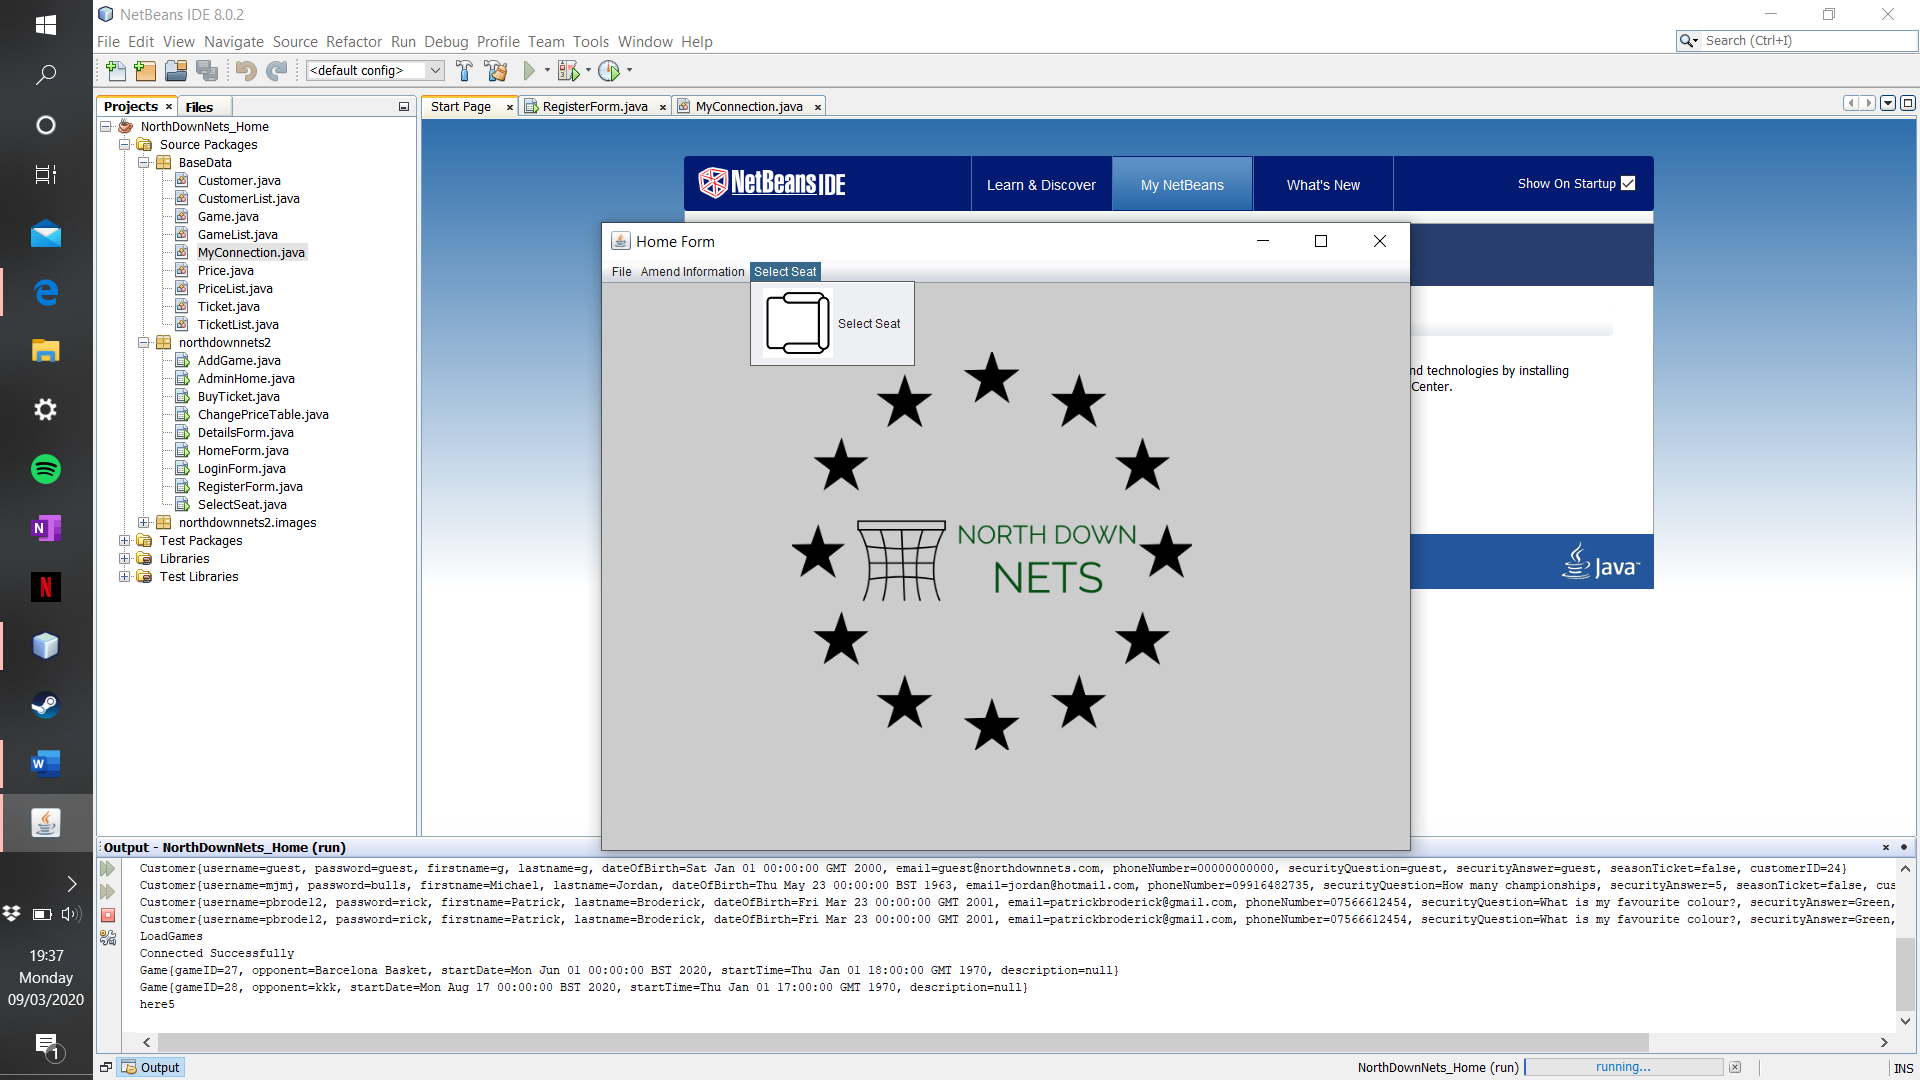 NetBeans IDE 8.0.2
File Edit View Navigate Source Refactor Run Debug Profile Team Tools Window Help
Search (Ctrl+I)
<default config>
Projects Files
Start Page RegisterForm.java MyConnection.java
NorthDownNets_Home
Source Packages
BaseData
Customer.java
CustomerList.java
Game.java
GameList.java
MyConnection.java
Price.java
PriceList.java
Ticket.java
TicketList.java
northdownnets2
AddGame.java
AdminHome.java
BuyTicket.java
ChangePriceTable.java
DetailsForm.java
HomeForm.java
LoginForm.java
RegisterForm.java
SelectSeat.java
northdownnets2.images
Test Packages
Libraries
Test Libraries
NetBeans IDE
Learn & Discover
My NetBeans
What's New
Show On Startup
nd technologies by installing
Center.
Java™
Home Form
File Amend Information Select Seat
Select Seat
NORTH DOWN
NETS
Output - NorthDownNets_Home (run)
Customer{username=guest, password=guest, firstname=g, lastname=g, dateOfBirth=Sat Jan 01 00:00:00 GMT 2000, email=guest@northdownnets.com, phoneNumber=00000000000, securityQuestion=guest, securityAnswer=guest, seasonTicket=false, customerID=24}
Customer{username=mjmj, password=bulls, firstname=Michael, lastname=Jordan, dateOfBirth=Thu May 23 00:00:00 BST 1963, email=jordan@hotmail.com, phoneNumber=09916482735, securityQuestion=How many championships, securityAnswer=5, seasonTicket=false, cus
Customer{username=pbrode12, password=rick, firstname=Patrick, lastname=Broderick, dateOfBirth=Fri Mar 23 00:00:00 GMT 2001, email=patrickbroderick@gmail.com, phoneNumber=07566612454, securityQuestion=What is my favourite colour?, securityAnswer=Green,
Customer{username=pbrode12, password=rick, firstname=Patrick, lastname=Broderick, dateOfBirth=Fri Mar 23 00:00:00 GMT 2001, email=patrickbroderick@gmail.com, phoneNumber=07566612454, securityQuestion=What is my favourite colour?, securityAnswer=Green,
LoadGames
Connected Successfully
Game{gameID=27, opponent=Barcelona Basket, startDate=Mon Jun 01 00:00:00 BST 2020, startTime=Thu Jan 01 18:00:00 GMT 1970, description=null}
Game{gameID=28, opponent=kkk, startDate=Mon Aug 17 00:00:00 BST 2020, startTime=Thu Jan 01 17:00:00 GMT 1970, description=null}
here5
Output
NorthDownNets_Home (run)
running...
INS
N
N
W
19:37
Monday
09/03/2020
1